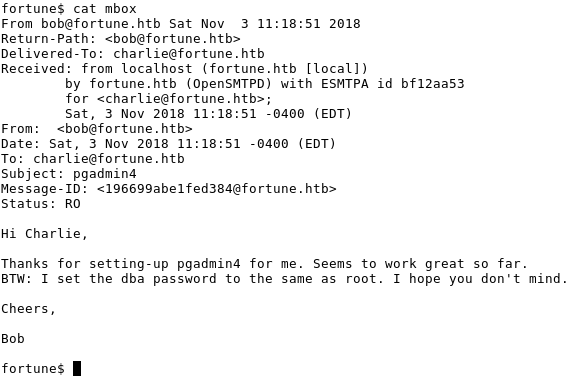 fortune$ cat mbox
From bob@fortune.htb Sat Nov  3 11:18:51 2018
Return-Path: <bob@fortune.htb>
Delivered-To: charlie@fortune.htb
Received: from localhost (fortune.htb [local])
        by fortune.htb (OpenSMTPD) with ESMTPA id bf12aa53
        for <charlie@fortune.htb>;
        Sat, 3 Nov 2018 11:18:51 -0400 (EDT)
From:  <bob@fortune.htb>
Date: Sat, 3 Nov 2018 11:18:51 -0400 (EDT)
To: charlie@fortune.htb
Subject: pgadmin4
Message-ID: <196699abe1fed384@fortune.htb>
Status: RO

Hi Charlie,

Thanks for setting-up pgadmin4 for me. Seems to work great so far.
BTW: I set the dba password to the same as root. I hope you don't mind.

Cheers,

Bob

fortune$